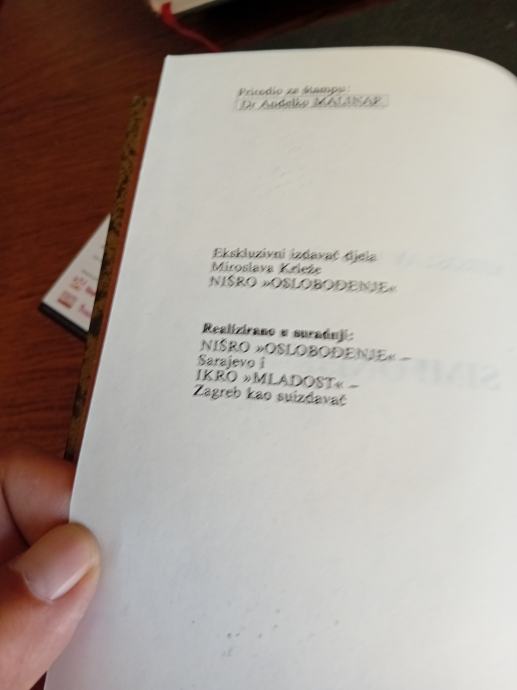 Priredio za štampu:
Dr Anđelko MALINAR
Ekskluzivni izdavač djela
Miroslava Krleže
NIŠRO »OSLOBOĐENJE«
Realizirano u suradnji:
NIŠRO »OSLOBOĐENJE« –
Sarajevo i
IKRO »MLADOST« –
Zagreb kao suizdavač